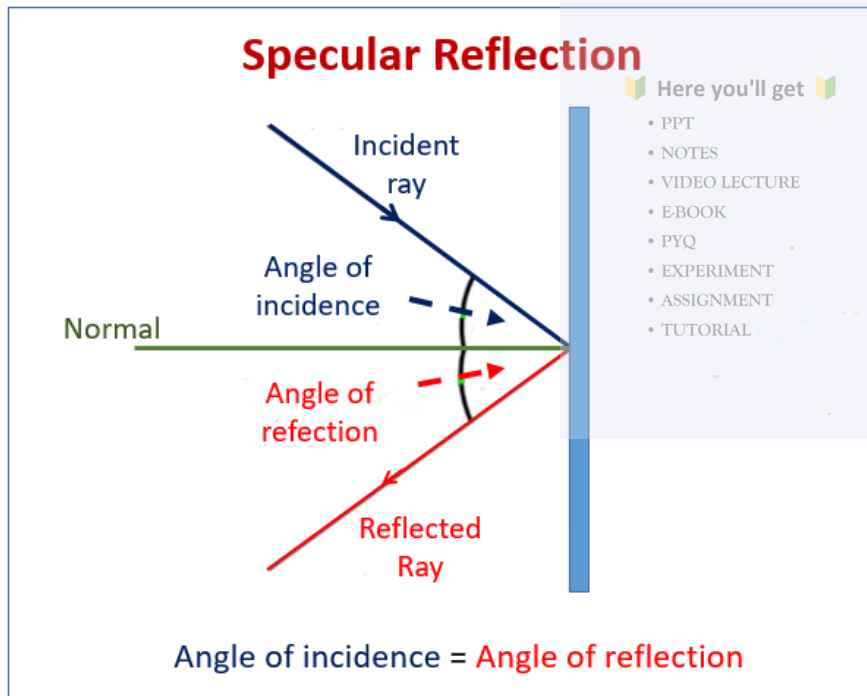 Specular Reflection
🔰 Here you'll get 🔰
• PPT
• NOTES
• VIDEO LECTURE
• E-BOOK
• PYQ
• EXPERIMENT
• ASSIGNMENT
• TUTORIAL
Incident
ray
Angle of
incidence
Normal
Angle of
refection
Reflected
Ray
Angle of incidence = Angle of reflection